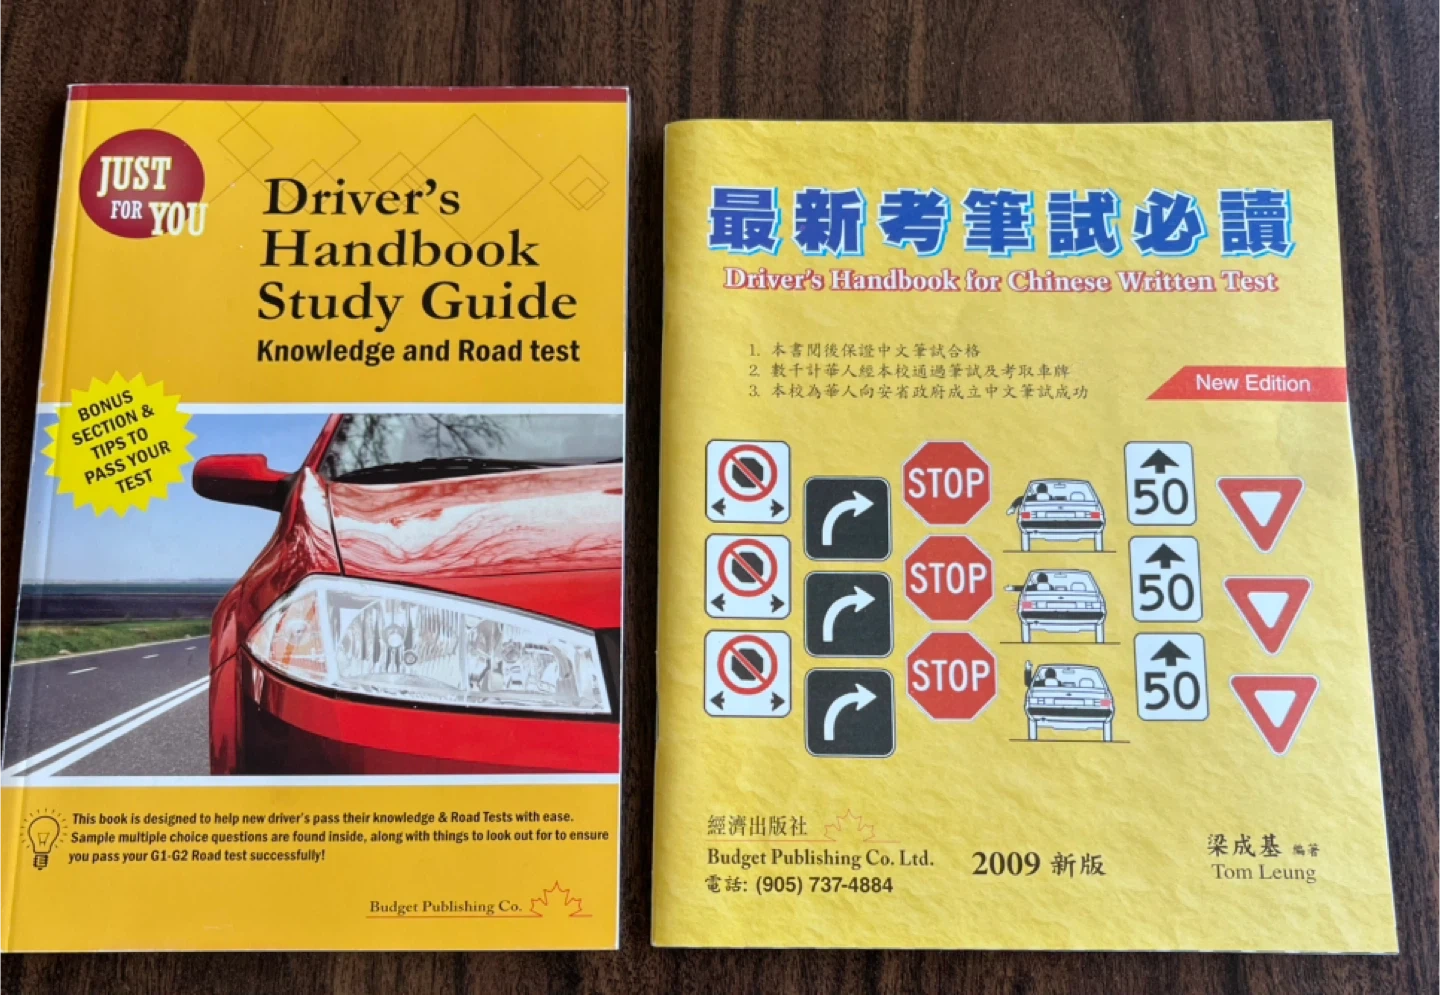 JUST
FOR YOU
Driver's
Handbook
Study Guide
Knowledge and Road test
BONUS
SECTION &
TIPS TO
PASS YOUR
TEST
This book is designed to help new driver's pass their knowledge & Road Tests with ease.
Sample multiple choice questions are found inside, along with things to look out for to ensure
you pass your G1-G2 Road test successfully!
Budget Publishing Co.
最新考筆試必讀
Driver's Handbook for Chinese Written Test
1. 本書閱後保證中文筆試合格
2. 數千計華人經本校通過筆試及考取車牌
3. 本校為華人向安省政府成立中文筆試成功
New Edition
STOP
50
STOP
50
STOP
50
經濟出版社
Budget Publishing Co. Ltd.
電話: (905) 737-4884
2009 新版
梁成基 編著
Tom Leung